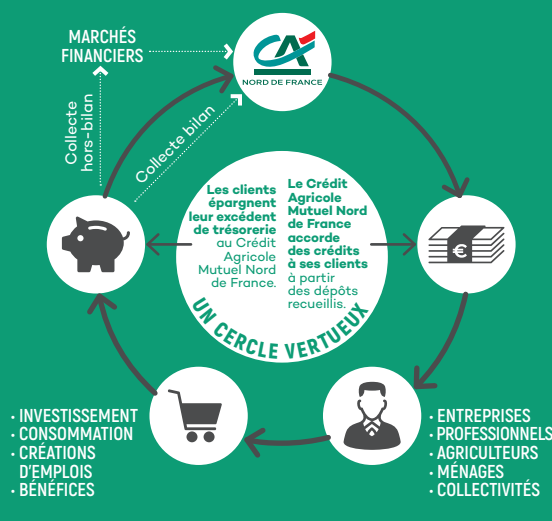 MARCHÉS
FINANCIERS
CA
NORD DE FRANCE
Collecte
hors-bilan
Collecte bilan
Les clients
épargnent
leur excédent
de trésorerie
au Crédit
Agricole
Mutuel Nord
de France.
Le Crédit
Agricole
Mutuel Nord
de France
accorde
des crédits
à ses clients
à partir
des dépôts
recueillis.
UN CERCLE VERTUEUX
€
· INVESTISSEMENT
· CONSOMMATION
· CRÉATIONS
D'EMPLOIS
· BÉNÉFICES
· ENTREPRISES
· PROFESSIONNELS
· AGRICULTEURS
· MÉNAGES
· COLLECTIVITÉS